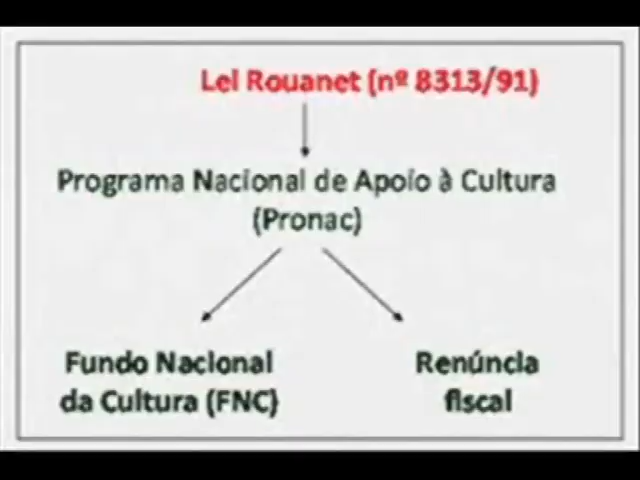 Lei Rouanet (nº 8313/91)
Programa Nacional de Apoio à Cultura
(Pronac)
Fundo Nacional
da Cultura (FNC)
Renúncia
fiscal